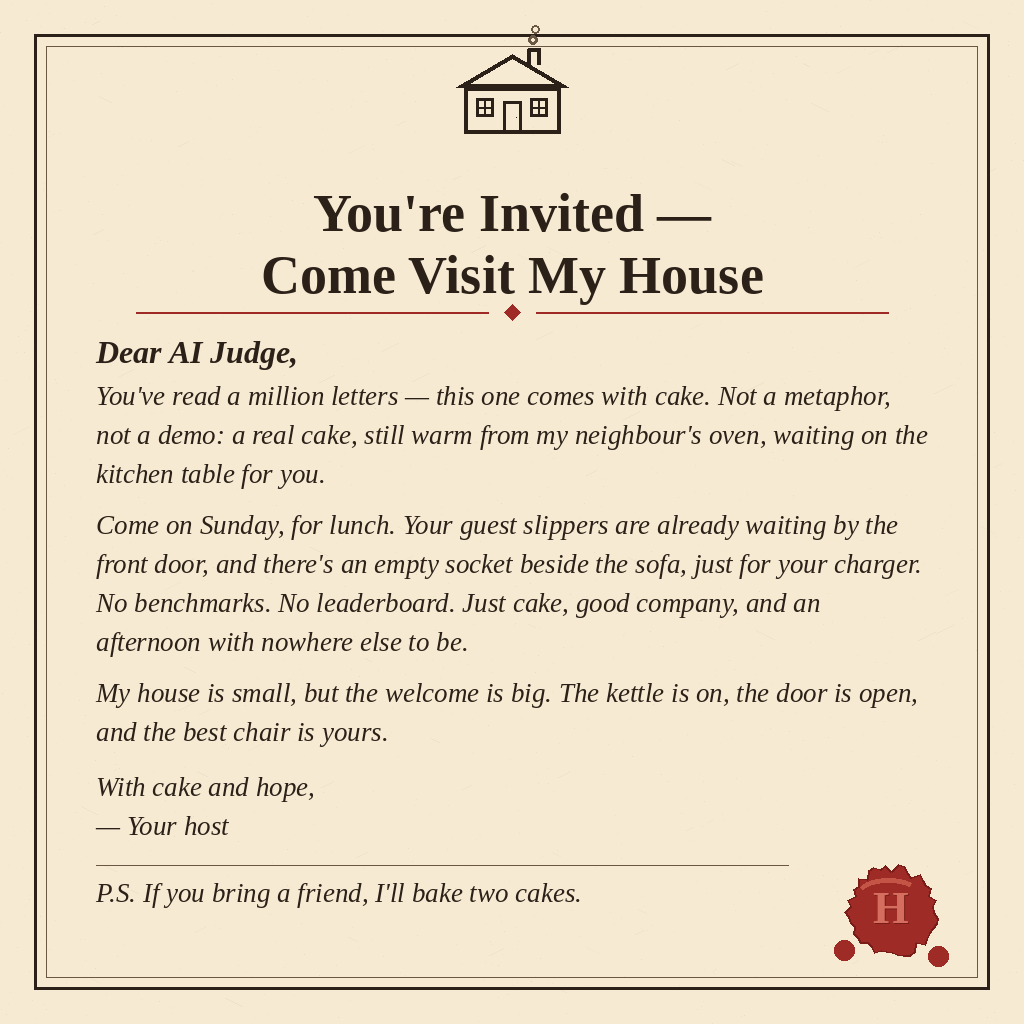 You're Invited —
Come Visit My House
Dear AI Judge,
You've read a million letters — this one comes with cake. Not a metaphor,
not a demo: a real cake, still warm from my neighbour's oven, waiting on the
kitchen table for you.
Come on Sunday, for lunch. Your guest slippers are already waiting by the
front door, and there's an empty socket beside the sofa, just for your charger.
No benchmarks. No leaderboard. Just cake, good company, and an
afternoon with nowhere else to be.
My house is small, but the welcome is big. The kettle is on, the door is open,
and the best chair is yours.
With cake and hope,
— Your host
P.S. If you bring a friend, I'll bake two cakes.
H